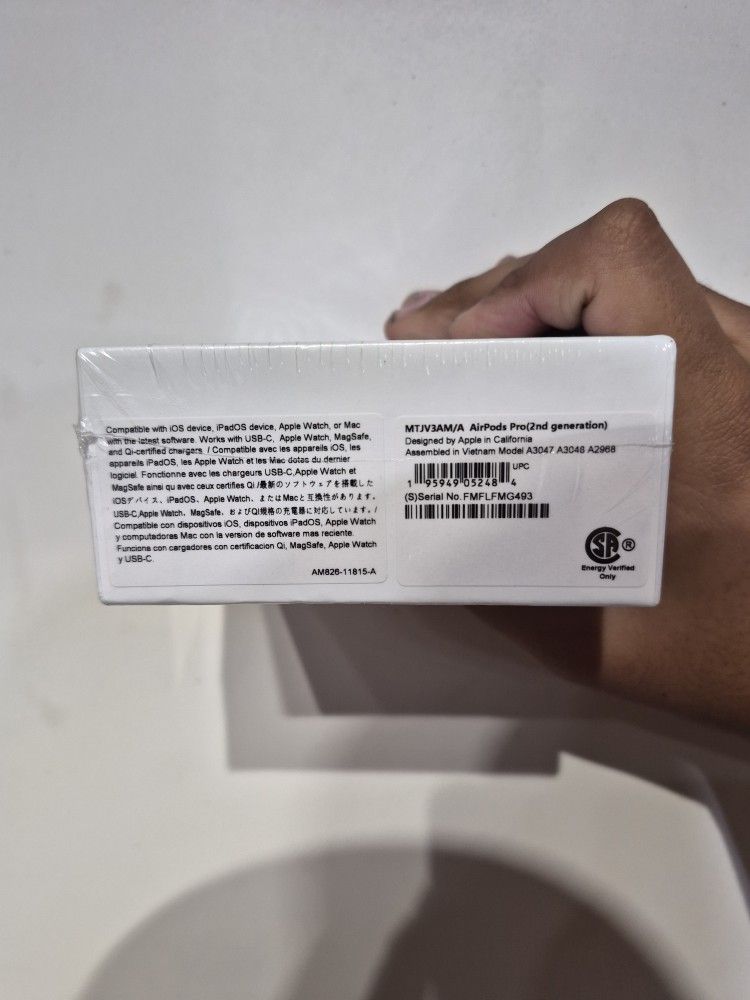 Compatible with iOS device, iPadOS device, Apple Watch, or Mac
with the latest software. Works with USB-C, Apple Watch, MagSafe,
and Qi-certified chargers. / Compatible avec les appareils iOS, les
appareils iPadOS, les Apple Watch et les Mac dotes du dernier
logiciel. Fonctionne avec les chargeurs USB-C,Apple Watch et
MagSafe ainsi qu avec ceux certifies Qi./最新のソフトウェアを搭載した
iOSデバイス、iPadOS、Apple Watch、またはMacと互換性があります。
USB-C,Apple Watch、MagSafe、およびQi規格の充電器に対応しています。/
Compatible con dispositivos iOS, dispositivos iPadOS, Apple Watch
y computadoras Mac con la version de software mas reciente.
Funciona con cargadores con certificacion Qi, MagSafe, Apple Watch
y USB-C.
AM826-11815-A
MTJV3AM/A AirPods Pro(2nd generation)
Designed by Apple in California
Assembled in Vietnam Model A3047 A3048 A2968
UPC
1 95949 05248 4
(S)Serial No.FMFLFMG493
SA ®
Energy Verified
Only